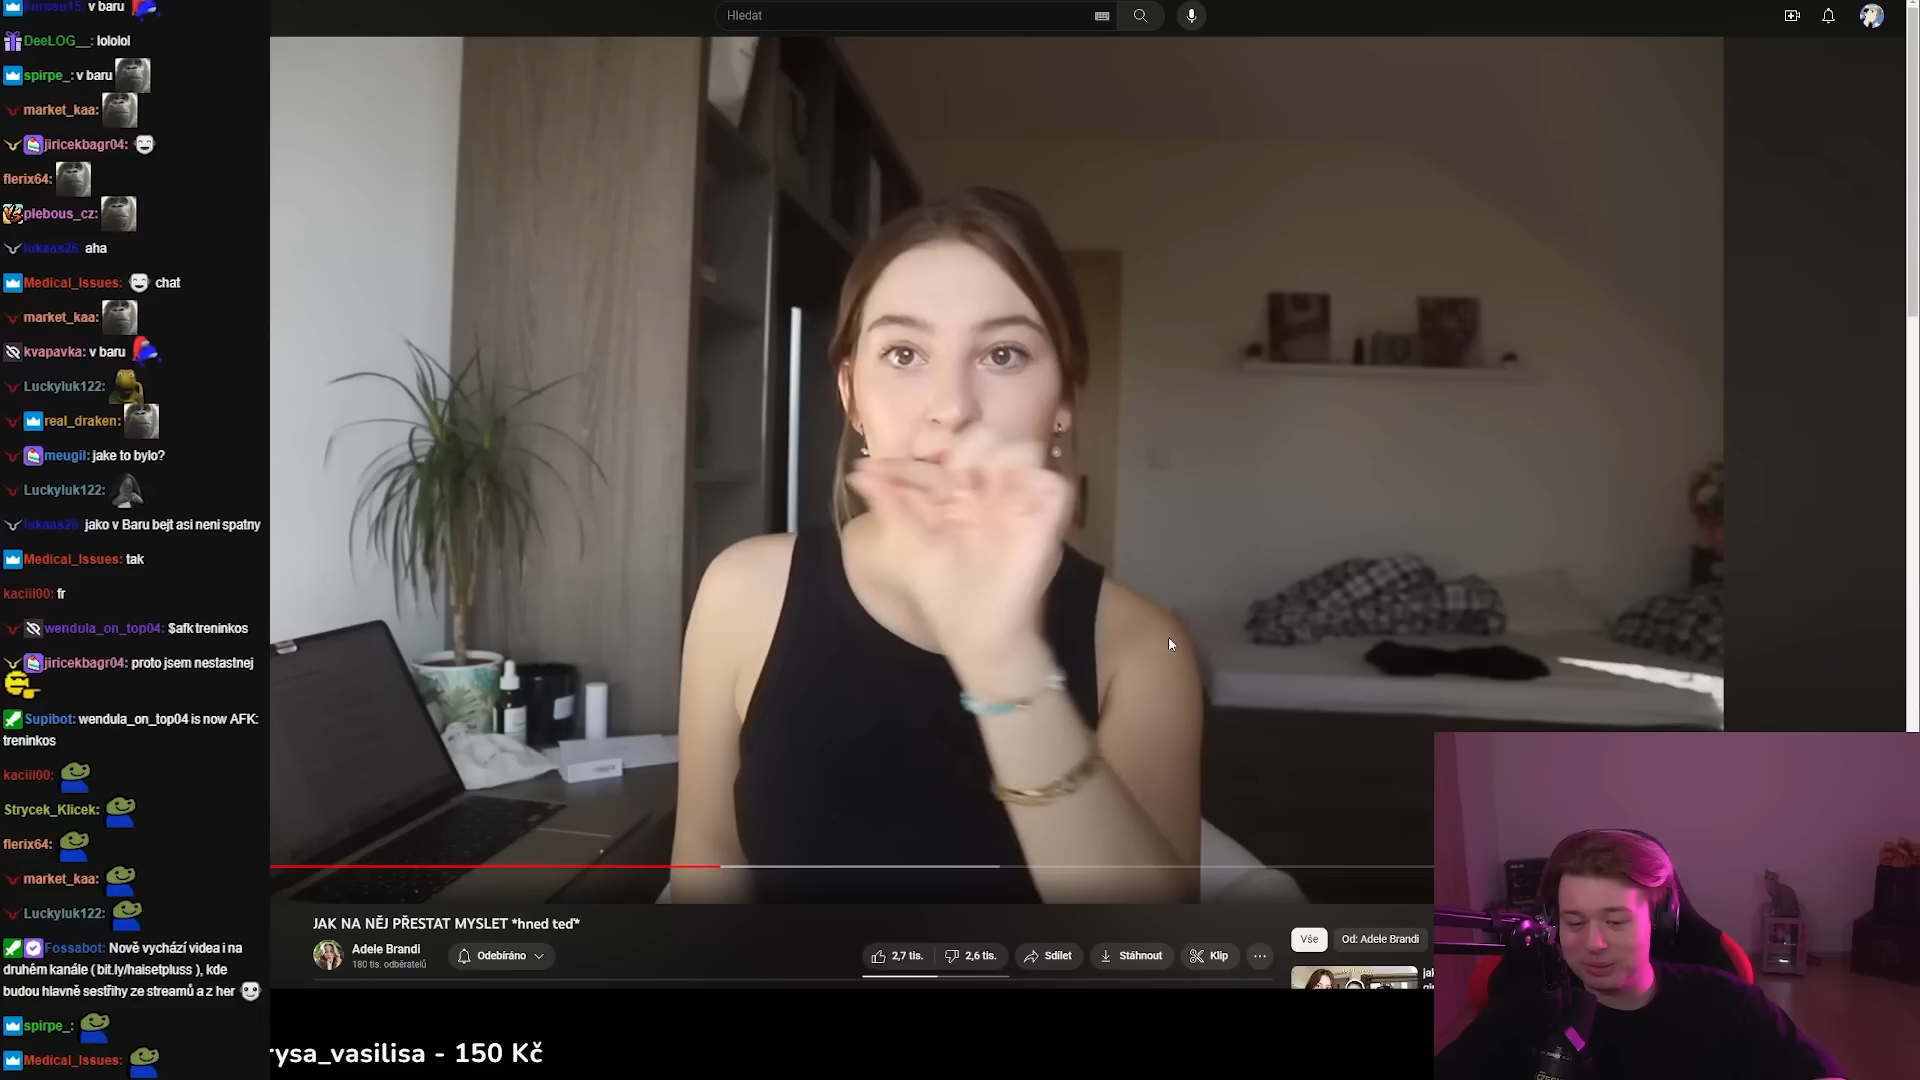 v baru
DeeLOG__: lololol
spirpe_: v baru
market_kaa:
jiricekbagr04:
flerix64:
plebous_cz:
lukaas26 aha
Medical_Issues: chat
market_kaa:
kvapavka: v baru
Luckyluk122:
real_draken:
meugil: jake to bylo?
Luckyluk122:
lukaas26 jako v Baru bejt asi neni spatny
Medical_Issues: tak
kaciii00: fr
wendula_on_top04: $afk treninkos
jiricekbagr04: proto jsem nestastnej
Supibot: wendula_on_top04 is now AFK:
treninkos
kaciii00:
Strycek_Klicek:
flerix64:
market_kaa:
Luckyluk122:
Fossabot: Nově vychází videa i na
druhém kanále ( bit.ly/haisetpluss ), kde
budou hlavně sestřihy ze streamů a z her
spirpe_:
Medical_Issues:
Hledat
JAK NA NĚJ PŘESTAT MYSLET *hned teď*
Adele Brandi
180 tis. odběratelů
Odebíráno
2,7 tis.
2,6 tis.
Sdílet
Stáhnout
Klip
Vše
Od: Adele Brandi
rysa_vasilisa - 150 Kč